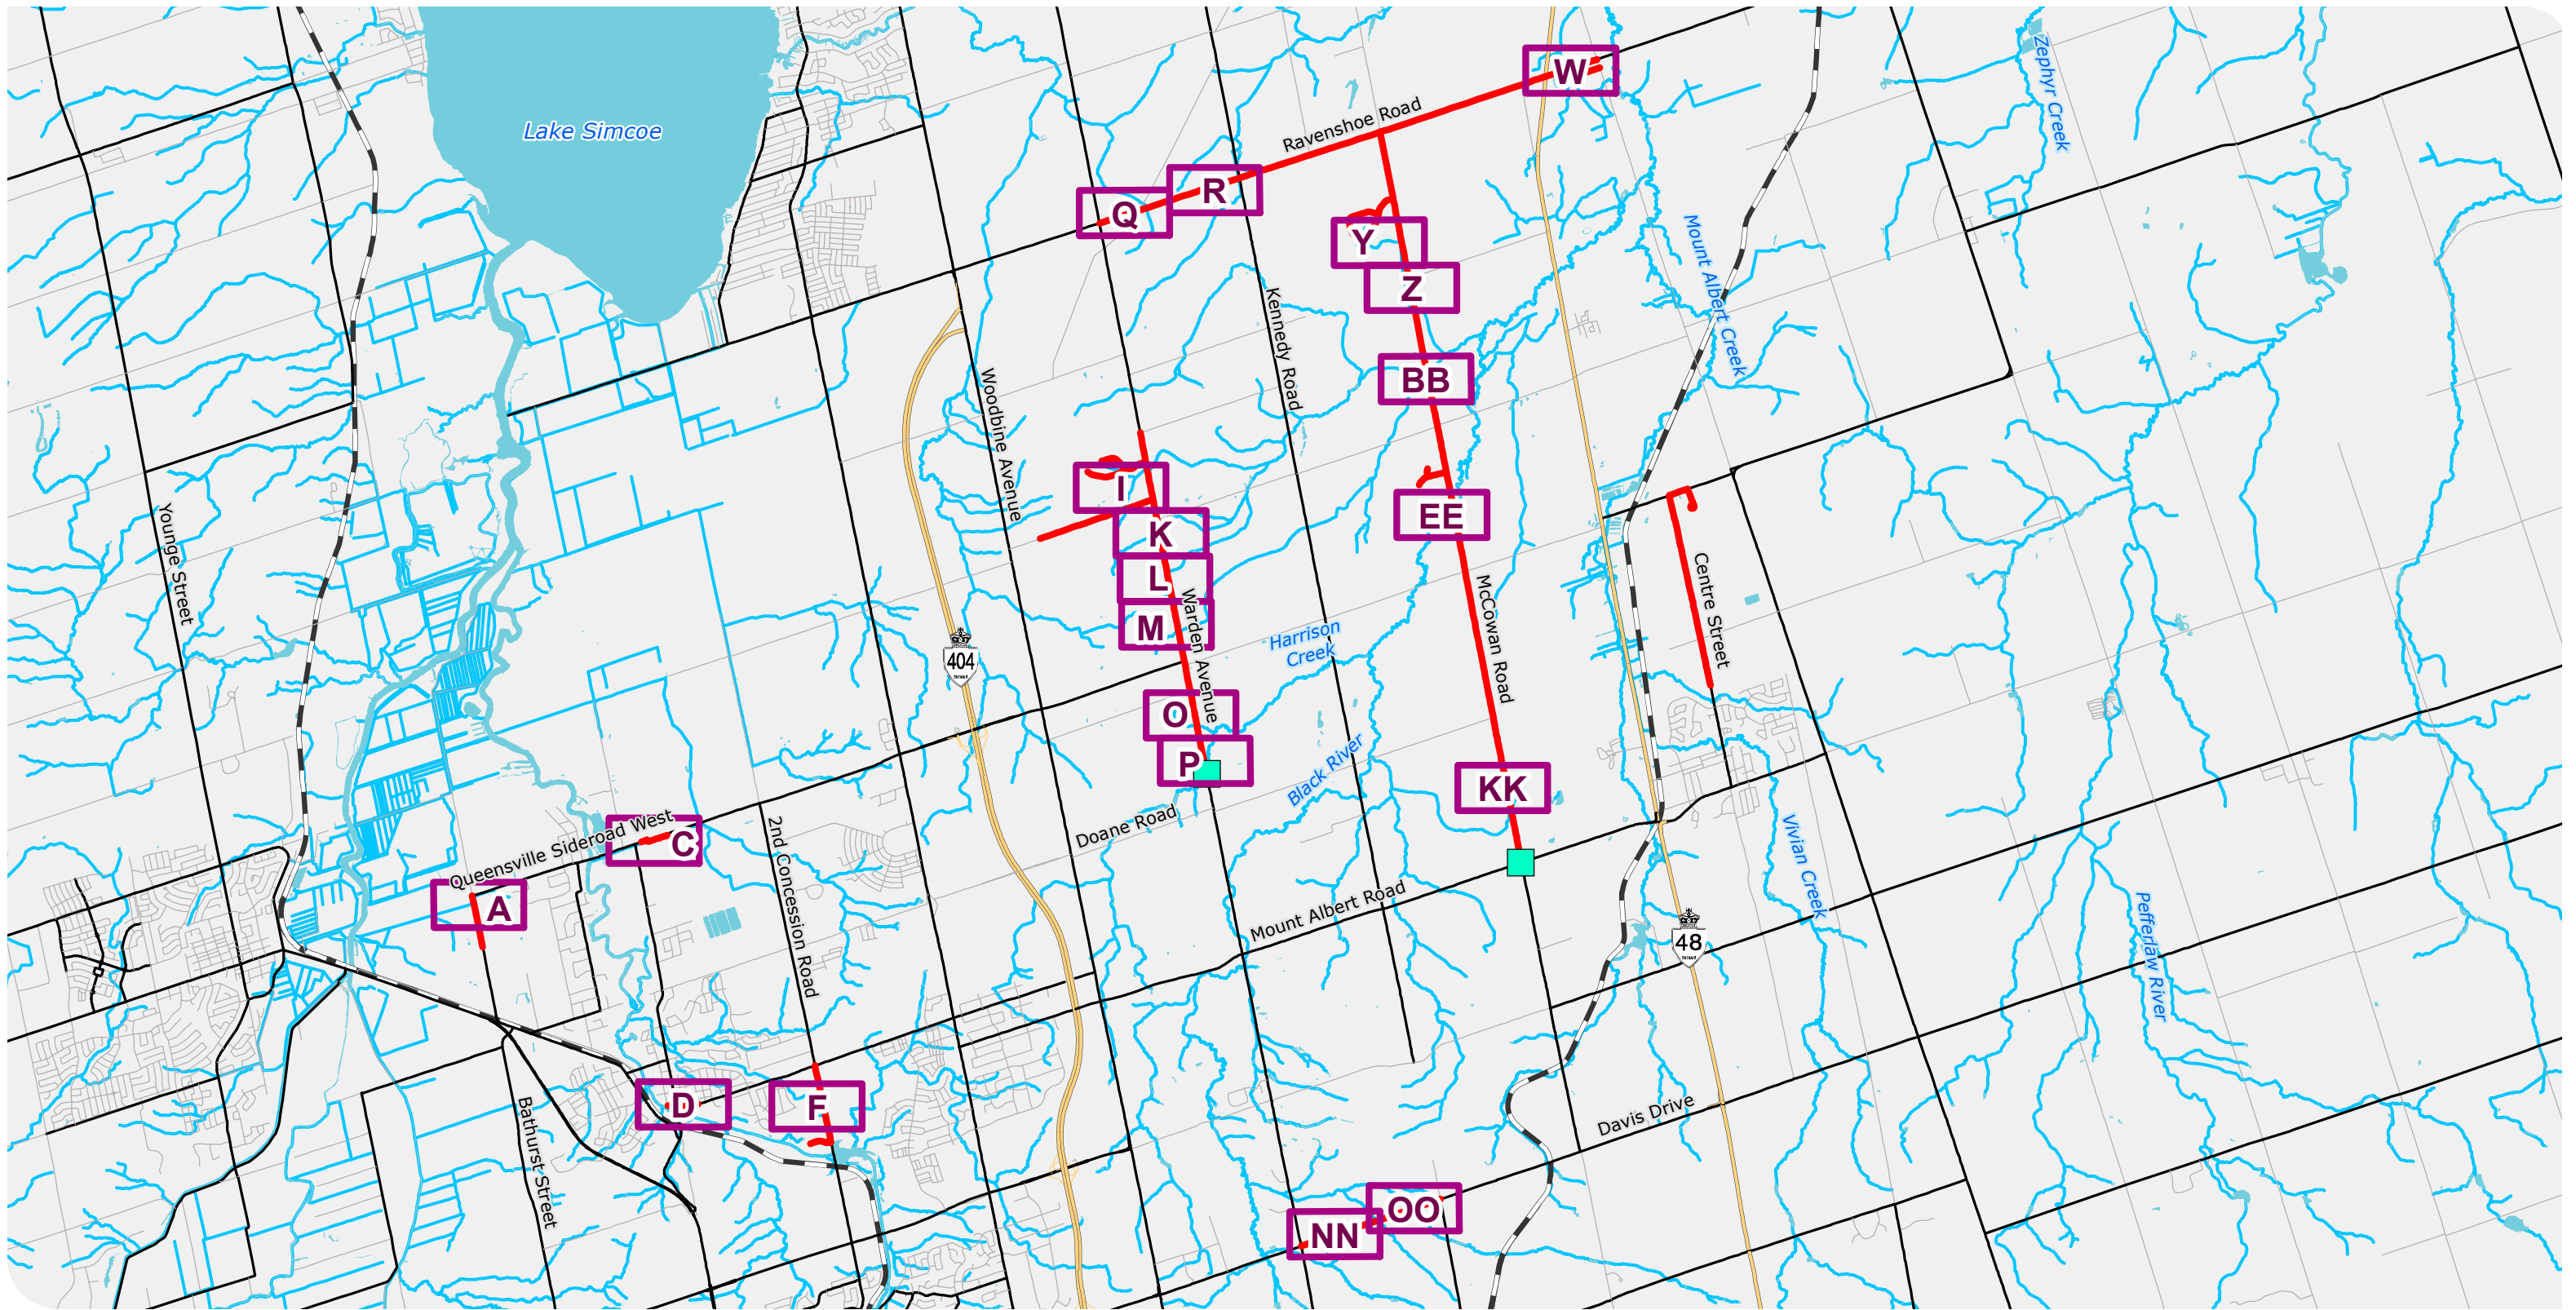 Zephyr Creek
W
Lake Simcoe
Ravenshoe Road
R
Q
Y
Mount Albert Creek
Z
Kennedy Road
BB
Woodbine Avenue
I
EE
Younge Street
K
Centre Street
L
McCowan Road
Warden Avenue
M
Harrison
Creek
404
O
P
Black River
KK
Doane Road
Queensville Sideroad West
C
2nd Concession Road
Vivian Creek
A
Mount Albert Road
48
Pefferlaw River
D
F
Bathurst Street
Davis Drive
OO
NN